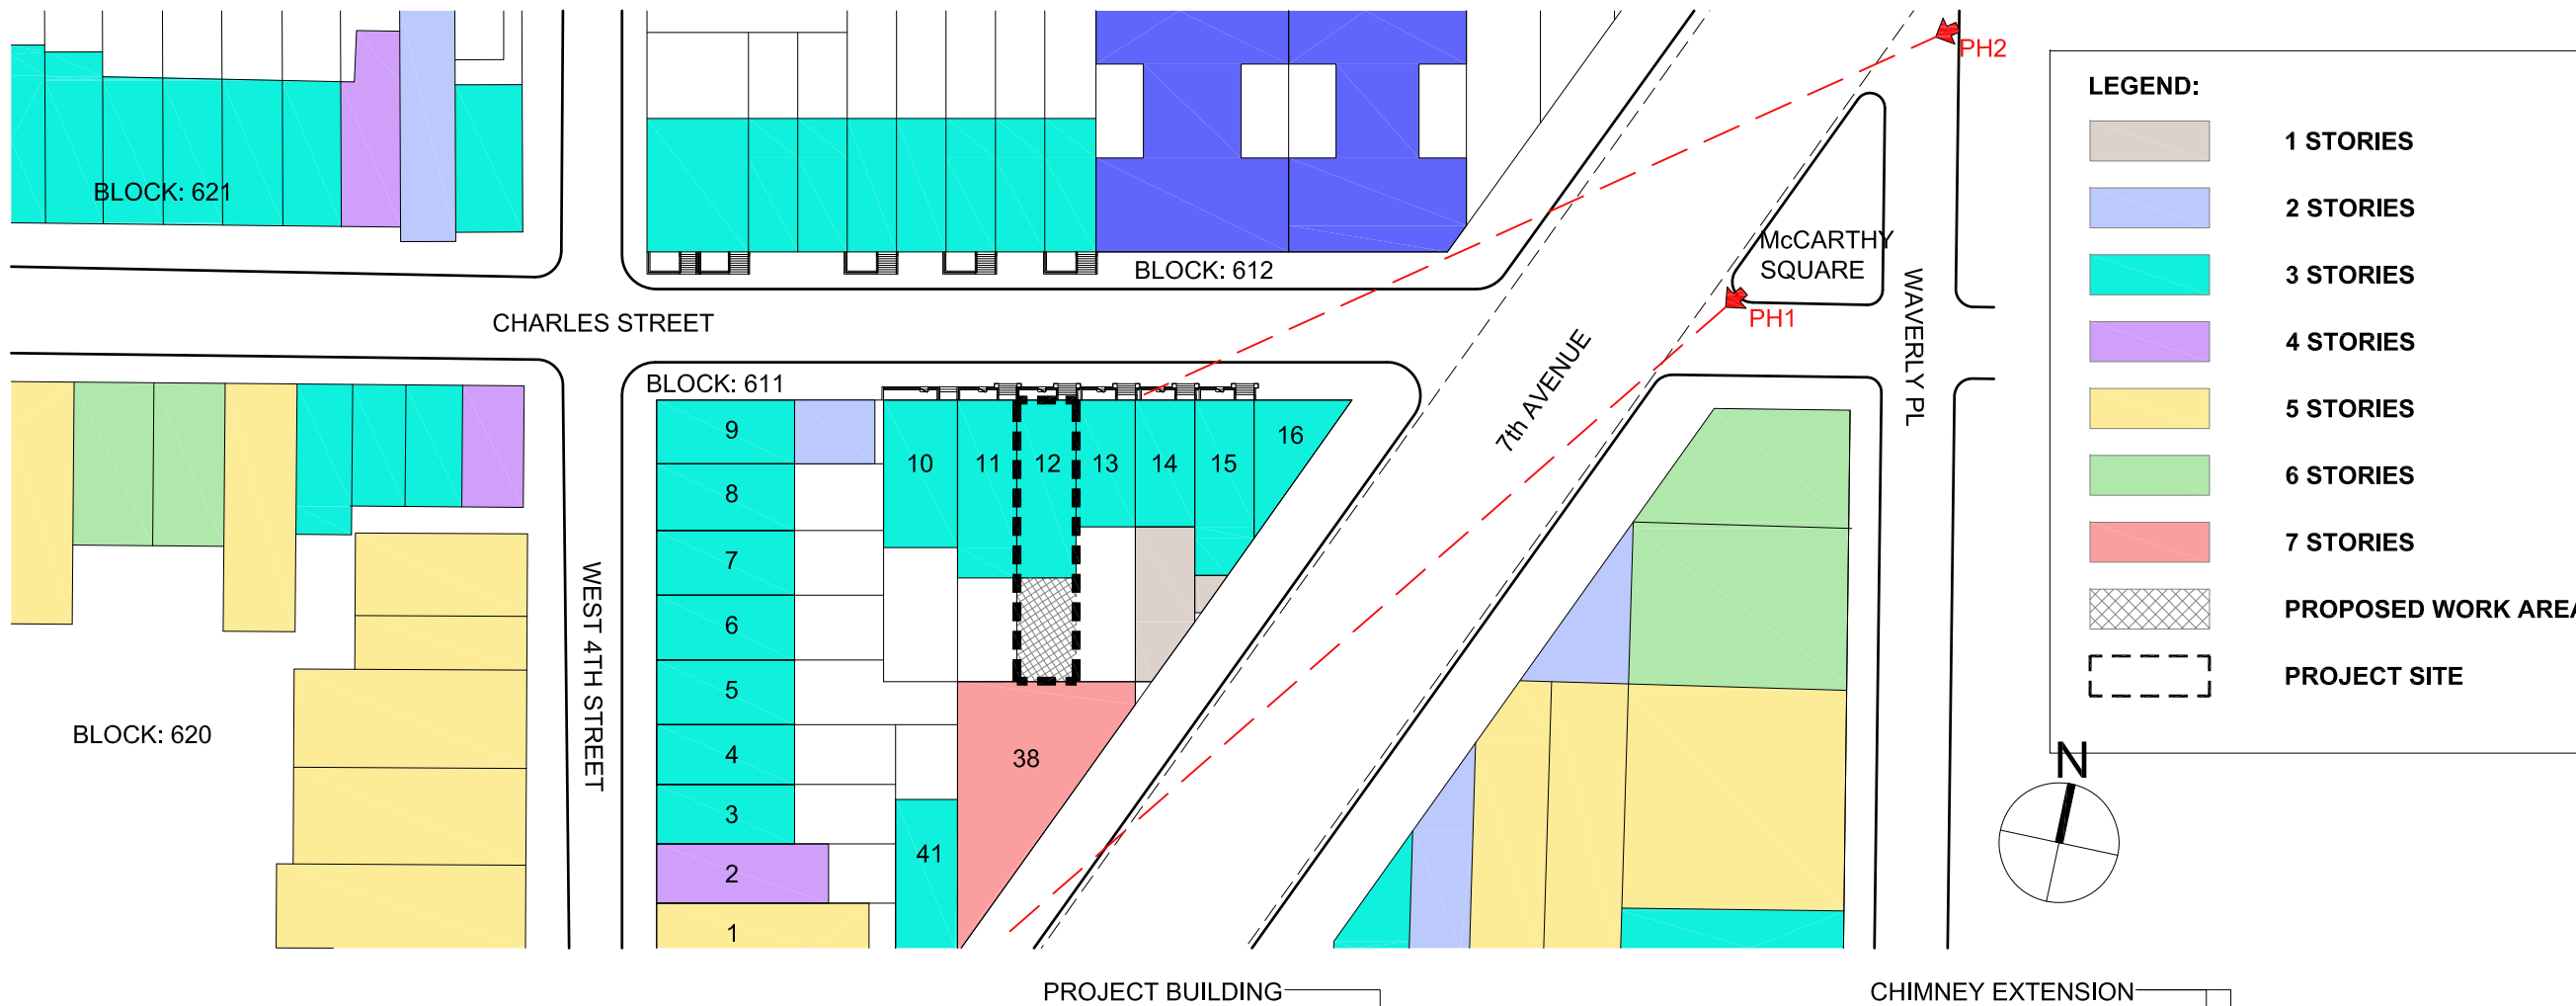 PH2
LEGEND:
1 STORIES
2 STORIES
3 STORIES
4 STORIES
5 STORIES
6 STORIES
7 STORIES
PROPOSED WORK AREA
PROJECT SITE
N
BLOCK: 621
McCARTHY
SQUARE
BLOCK: 612
PH1
CHARLES STREET
WAVERLY PL
7th AVENUE
BLOCK: 611
9
8
7
6
5
4
3
2
1
10
11
12
13
14
15
16
38
41
WEST 4TH STREET
BLOCK: 620
PROJECT BUILDING
CHIMNEY EXTENSION